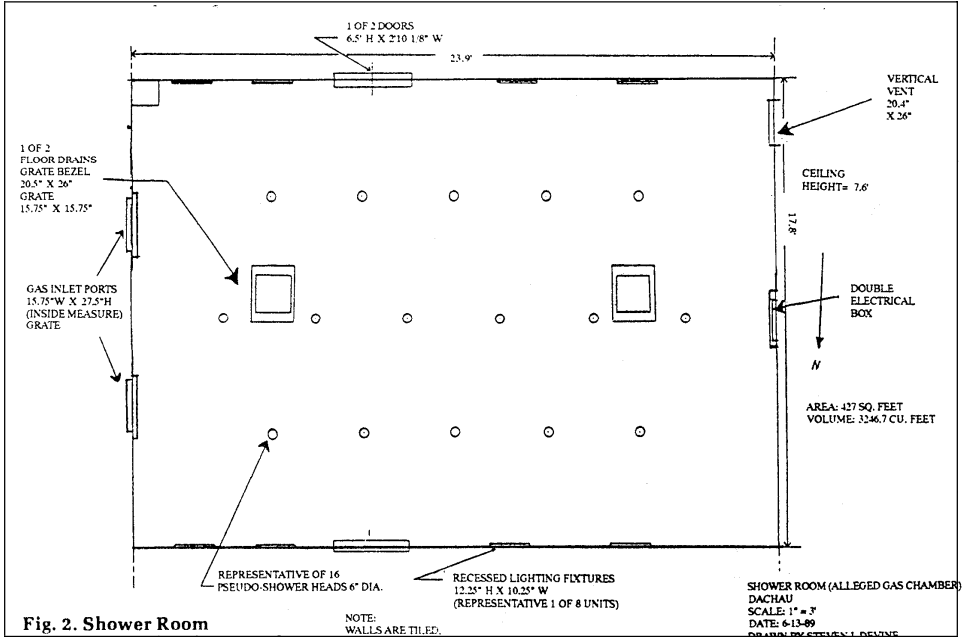 1 OF 2 DOORS
6.5' H X 2'10 1/8" W
23.9'
VERTICAL
VENT
20.4"
X 26"
1 OF 2
FLOOR DRAINS
GRATE BEZEL
20.5" X 26"
GRATE
15.75" X 15.75"
CEILING
HEIGHT= 7.6'
17.8'
GAS INLET PORTS
15.75"W X 27.5"H
(INSIDE MEASURE)
GRATE
DOUBLE
ELECTRICAL
BOX
N
AREA: 427 SQ. FEET
VOLUME: 3246.7 CU. FEET
REPRESENTATIVE OF 16
PSEUDO-SHOWER HEADS 6" DIA.
RECESSED LIGHTING FIXTURES
12.25" H X 10.25" W
(REPRESENTATIVE 1 OF 8 UNITS)
SHOWER ROOM (ALLEGED GAS CHAMBER)
DACHAU
SCALE: 1" = 3'
DATE: 6-13-89
DRAWN BY STEVEN J. DEVINE
Fig. 2. Shower Room
NOTE:
WALLS ARE TILED.